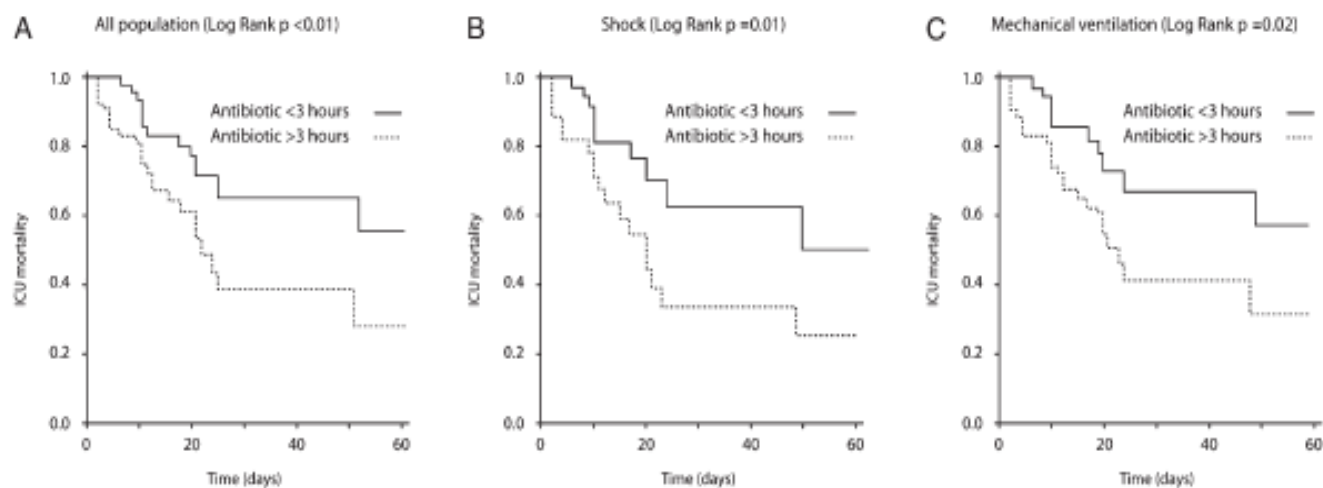 A
All population (Log Rank p <0.01)
1.0
0.8
0.6
0.4
0.2
0.0
ICU mortality
Antibiotic <3 hours
Antibiotic >3 hours
0 20 40 60
Time (days)
B
Shock (Log Rank p =0.01)
1.0
0.8
0.6
0.4
0.2
0.0
ICU mortality
Antibiotic <3 hours
Antibiotic >3 hours
0 20 40 60
Time (days)
C
Mechanical ventilation (Log Rank p =0.02)
1.0
0.8
0.6
0.4
0.2
0.0
ICU mortality
Antibiotic <3 hours
Antibiotic >3 hours
0 20 40 60
Time (days)